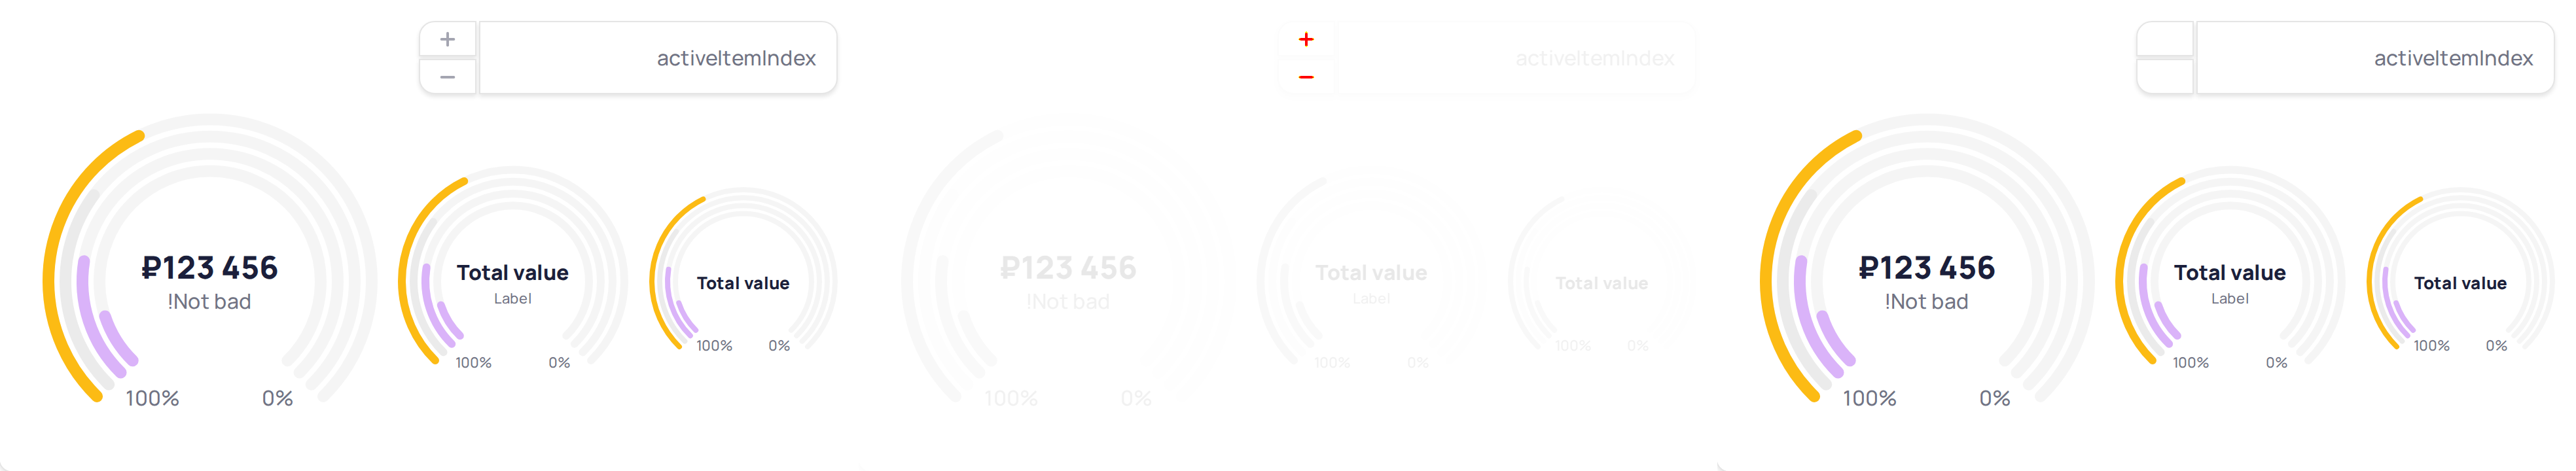 +
−
activeItemIndex
₽123 456
!Not bad
100% 0%
Total value
Label
100% 0%
Total value
100% 0%
+
−
activeItemIndex
₽123 456
!Not bad
100% 0%
Total value
Label
100% 0%
Total value
100% 0%
activeItemIndex
₽123 456
!Not bad
100% 0%
Total value
Label
100% 0%
Total value
100% 0%